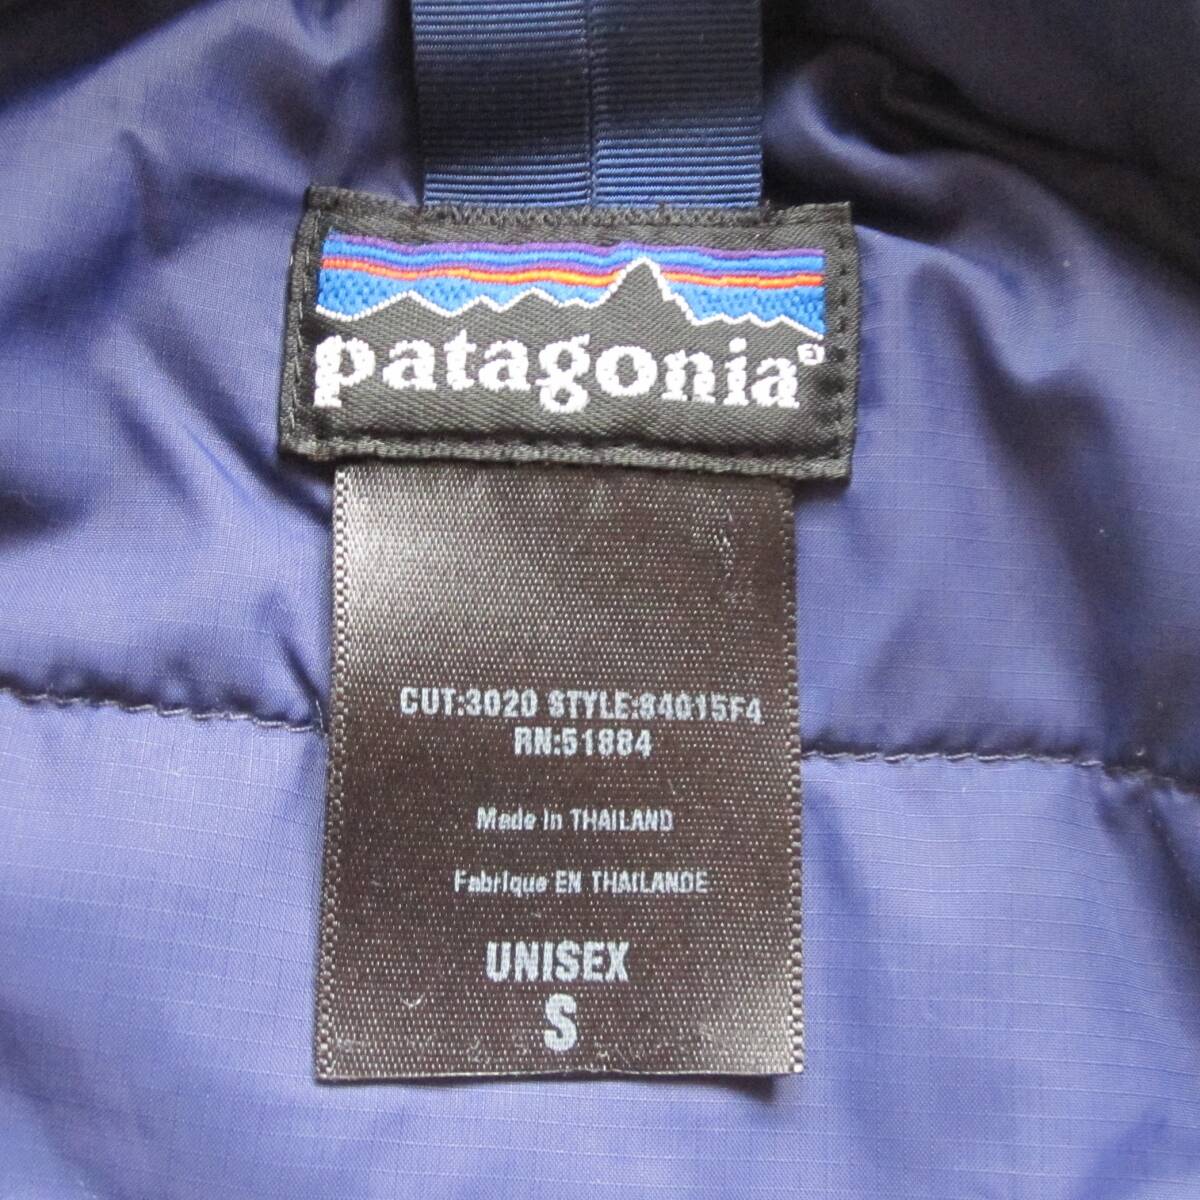 patagonia®
CUT:3020 STYLE:84015F4
RN:51884
Made in THAILAND
Fabrique EN THAILANDE
UNISEX
S